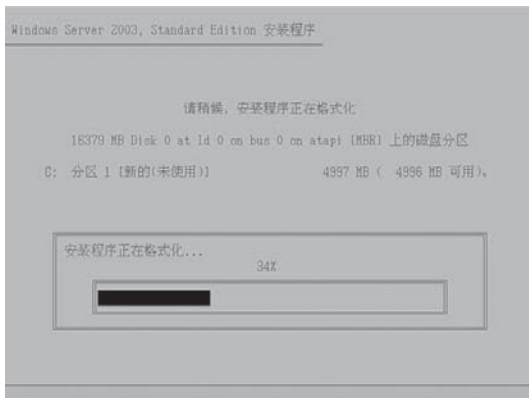 Windows Server 2003, Standard Edition 安装程序
请稍候，安装程序正在格式化
16379 MB Disk 0 at Id 0 on bus 0 on atapi [MBR] 上的磁盘分区
C: 分区 1 [新的(未使用)] 4997 MB ( 4996 MB 可用)。
安装程序正在格式化...
34%